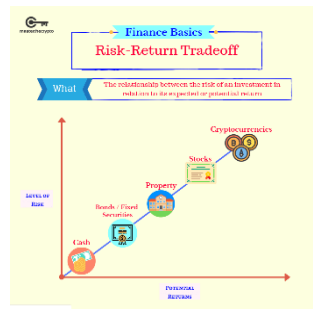 Finance Basics
Risk-Return Tradeoff
What
The relationship between the risk of an investment in
relation to its expected or potential return
Cryptocurrencies
Stocks
Property
Bonds / Fixed
Securities
Cash
Level of
Risk
Potential
Returns